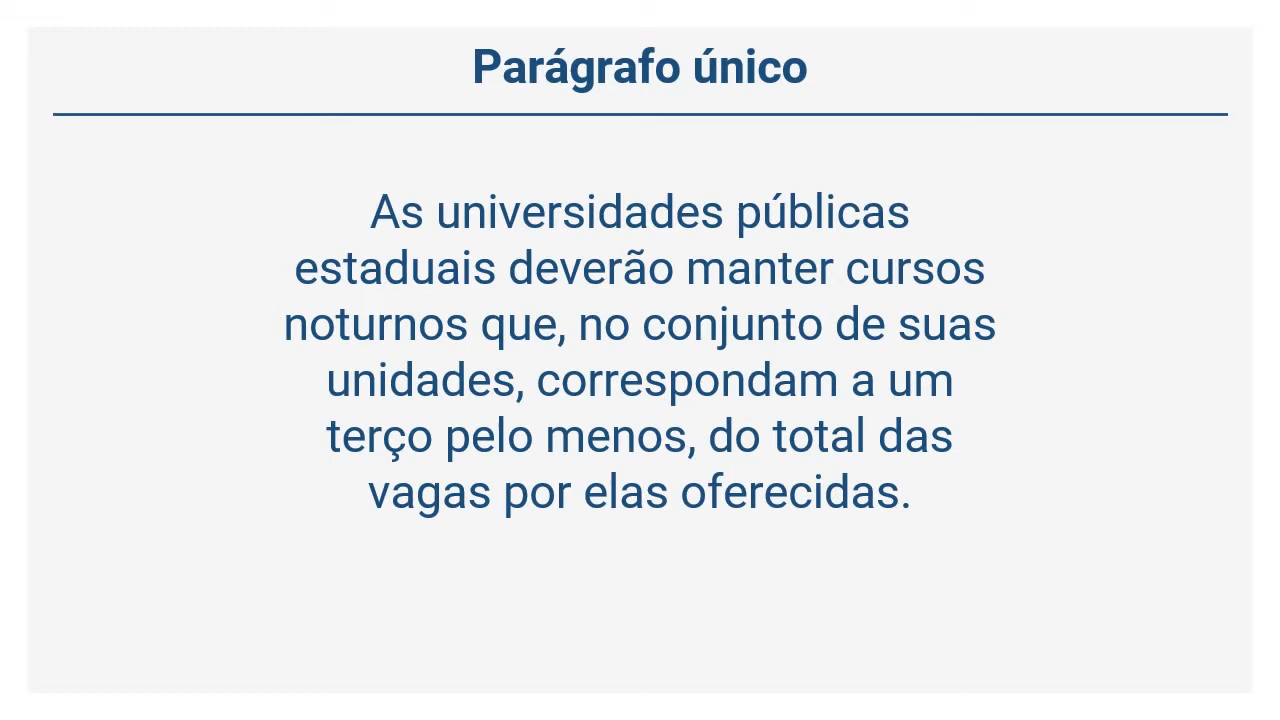 Parágrafo único
As universidades públicas
estaduais deverão manter cursos
noturnos que, no conjunto de suas
unidades, correspondam a um
terço pelo menos, do total das
vagas por elas oferecidas.